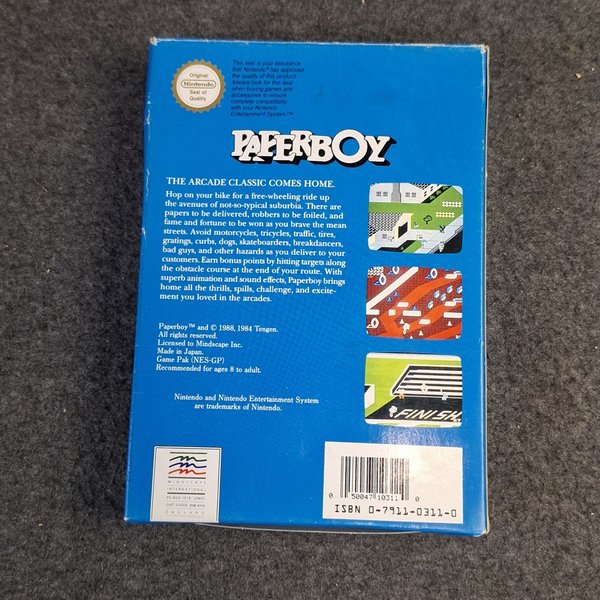 Original
Nintendo
Seal of
Quality
This seal is your assurance
that Nintendo® has approved
the quality of this product.
Always look for this seal
when buying games and
accessories to ensure
complete compatibility
with your Nintendo
Entertainment System.™
PAPERBOY
THE ARCADE CLASSIC COMES HOME.
Hop on your bike for a free-wheeling ride up
the avenues of not-so-typical suburbia. There are
papers to be delivered, robbers to be foiled, and
fame and fortune to be won as you brave the mean
streets. Avoid motorcycles, tricycles, traffic, tires,
gratings, curbs, dogs, skateboarders, breakdancers,
bad guys, and other hazards as you deliver to your
customers. Earn bonus points by hitting targets along
the obstacle course at the end of your route. With
superb animation and sound effects, Paperboy brings
home all the thrills, spills, challenge, and excite-
ment you loved in the arcades.
Paperboy™ and © 1988, 1984 Tengen.
All rights reserved.
Licensed to Mindscape Inc.
Made in Japan.
Game Pak (NES-GP)
Recommended for ages 8 to adult.
Nintendo and Nintendo Entertainment System
are trademarks of Nintendo.
FINISH
MINDSCAPE
INTERNATIONAL
ENGLAND
0 50047 10311 0
ISBN 0-7911-0311-0